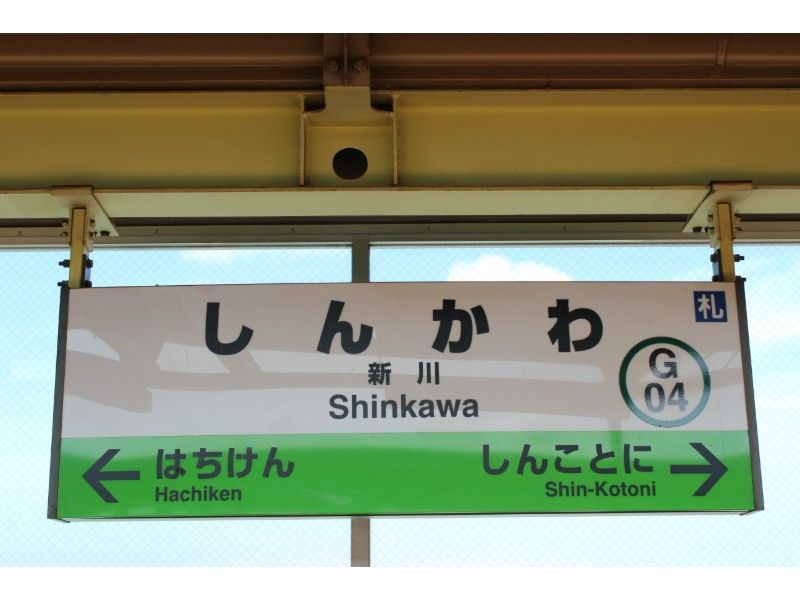 しんかわ
札
新川
Shinkawa
G
04
← はちけん
Hachiken
しんことに →
Shin-Kotoni